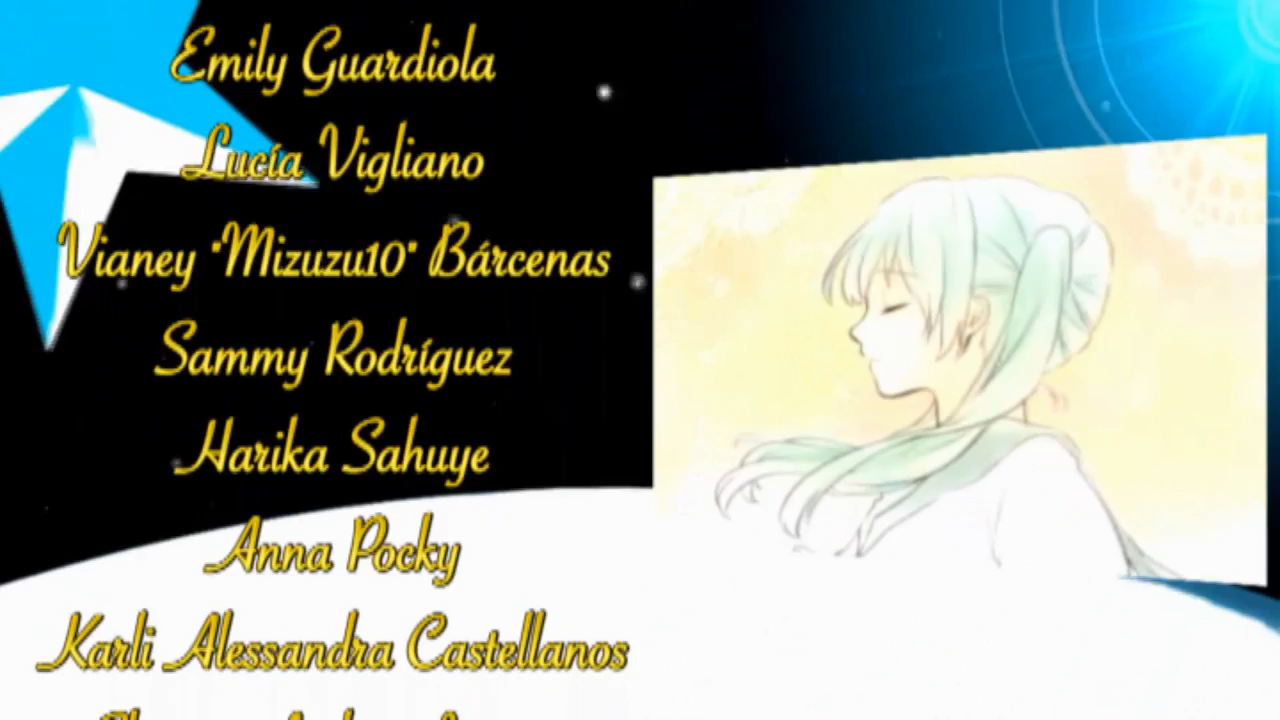 Emily Guardiola
Lucía Vigliano
Vianey "Mizuzu10" Bárcenas
Sammy Rodríguez
Harika Sahuye
Anna Pocky
Karli Alessandra Castellanos